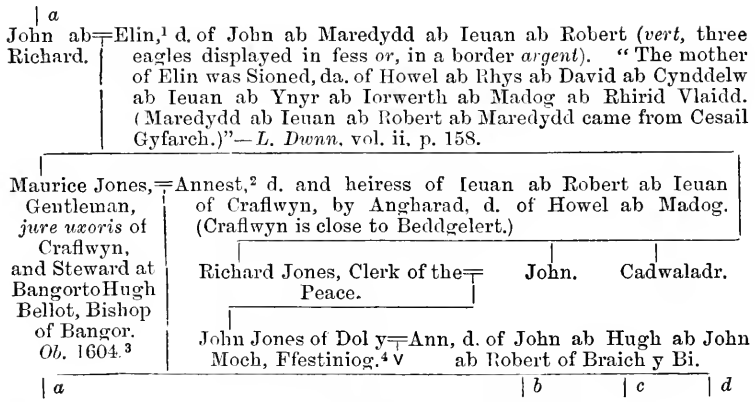 a
John ab=Elin,¹ d. of John ab Maredydd ab Ieuan ab Robert (vert, three
Richard. eagles displayed in fess or, in a border argent). "The mother
of Elin was Sioned, da. of Howel ab Rhys ab David ab Cynddelw
ab Ieuan ab Ynyr ab Iorwerth ab Madog ab Rhirid Vlaidd.
(Maredydd ab Ieuan ab Robert ab Maredydd came from Cesail
Gyfarch.)"—L. Dwnn, vol. ii, p. 158.
Maurice Jones,=Annest,² d. and heiress of Ieuan ab Robert ab Ieuan
Gentleman, of Craflwyn, by Angharad, d. of Howel ab Madog.
jure uxoris of (Craflwyn is close to Beddgelert.)
Craflwyn,
and Steward at Richard Jones, Clerk of the= John. Cadwaladr.
Bangor to Hugh Peace.
Bellot, Bishop
of Bangor. John Jones of Dol y=Ann, d. of John ab Hugh ab John
Ob. 1604.³ Moch, Ffestiniog.⁴ v ab Robert of Braich y Bi.
a b c d